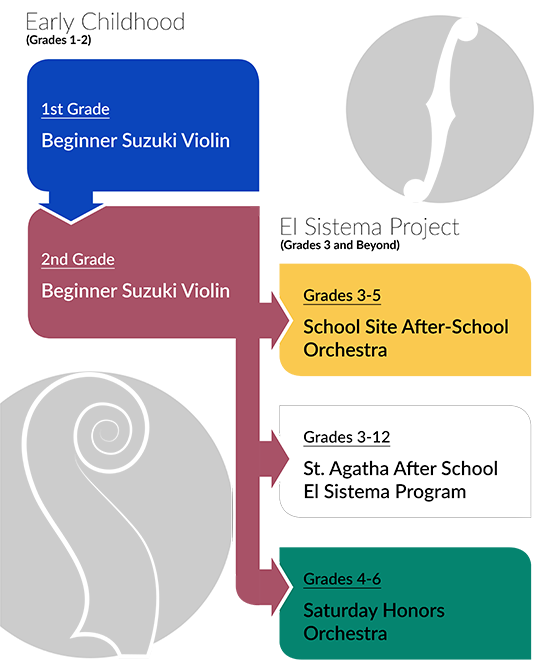 Early Childhood
(Grades 1-2)
1st Grade
Beginner Suzuki Violin
2nd Grade
Beginner Suzuki Violin
El Sistema Project
(Grades 3 and Beyond)
Grades 3-5
School Site After-School
Orchestra
Grades 3-12
St. Agatha After School
El Sistema Program
Grades 4-6
Saturday Honors
Orchestra